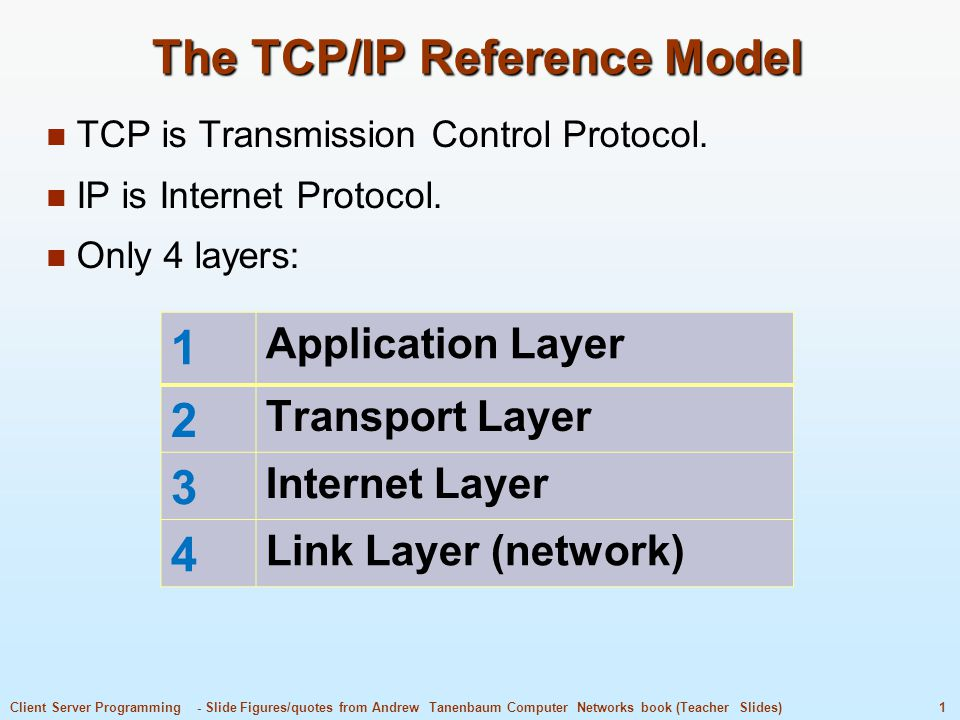 The TCP/IP Reference Model
TCP is Transmission Control Protocol.
IP is Internet Protocol.
Only 4 layers:
1 Application Layer
2 Transport Layer
3 Internet Layer
4 Link Layer (network)
Client Server Programming - Slide Figures/quotes from Andrew Tanenbaum Computer Networks book (Teacher Slides) 1